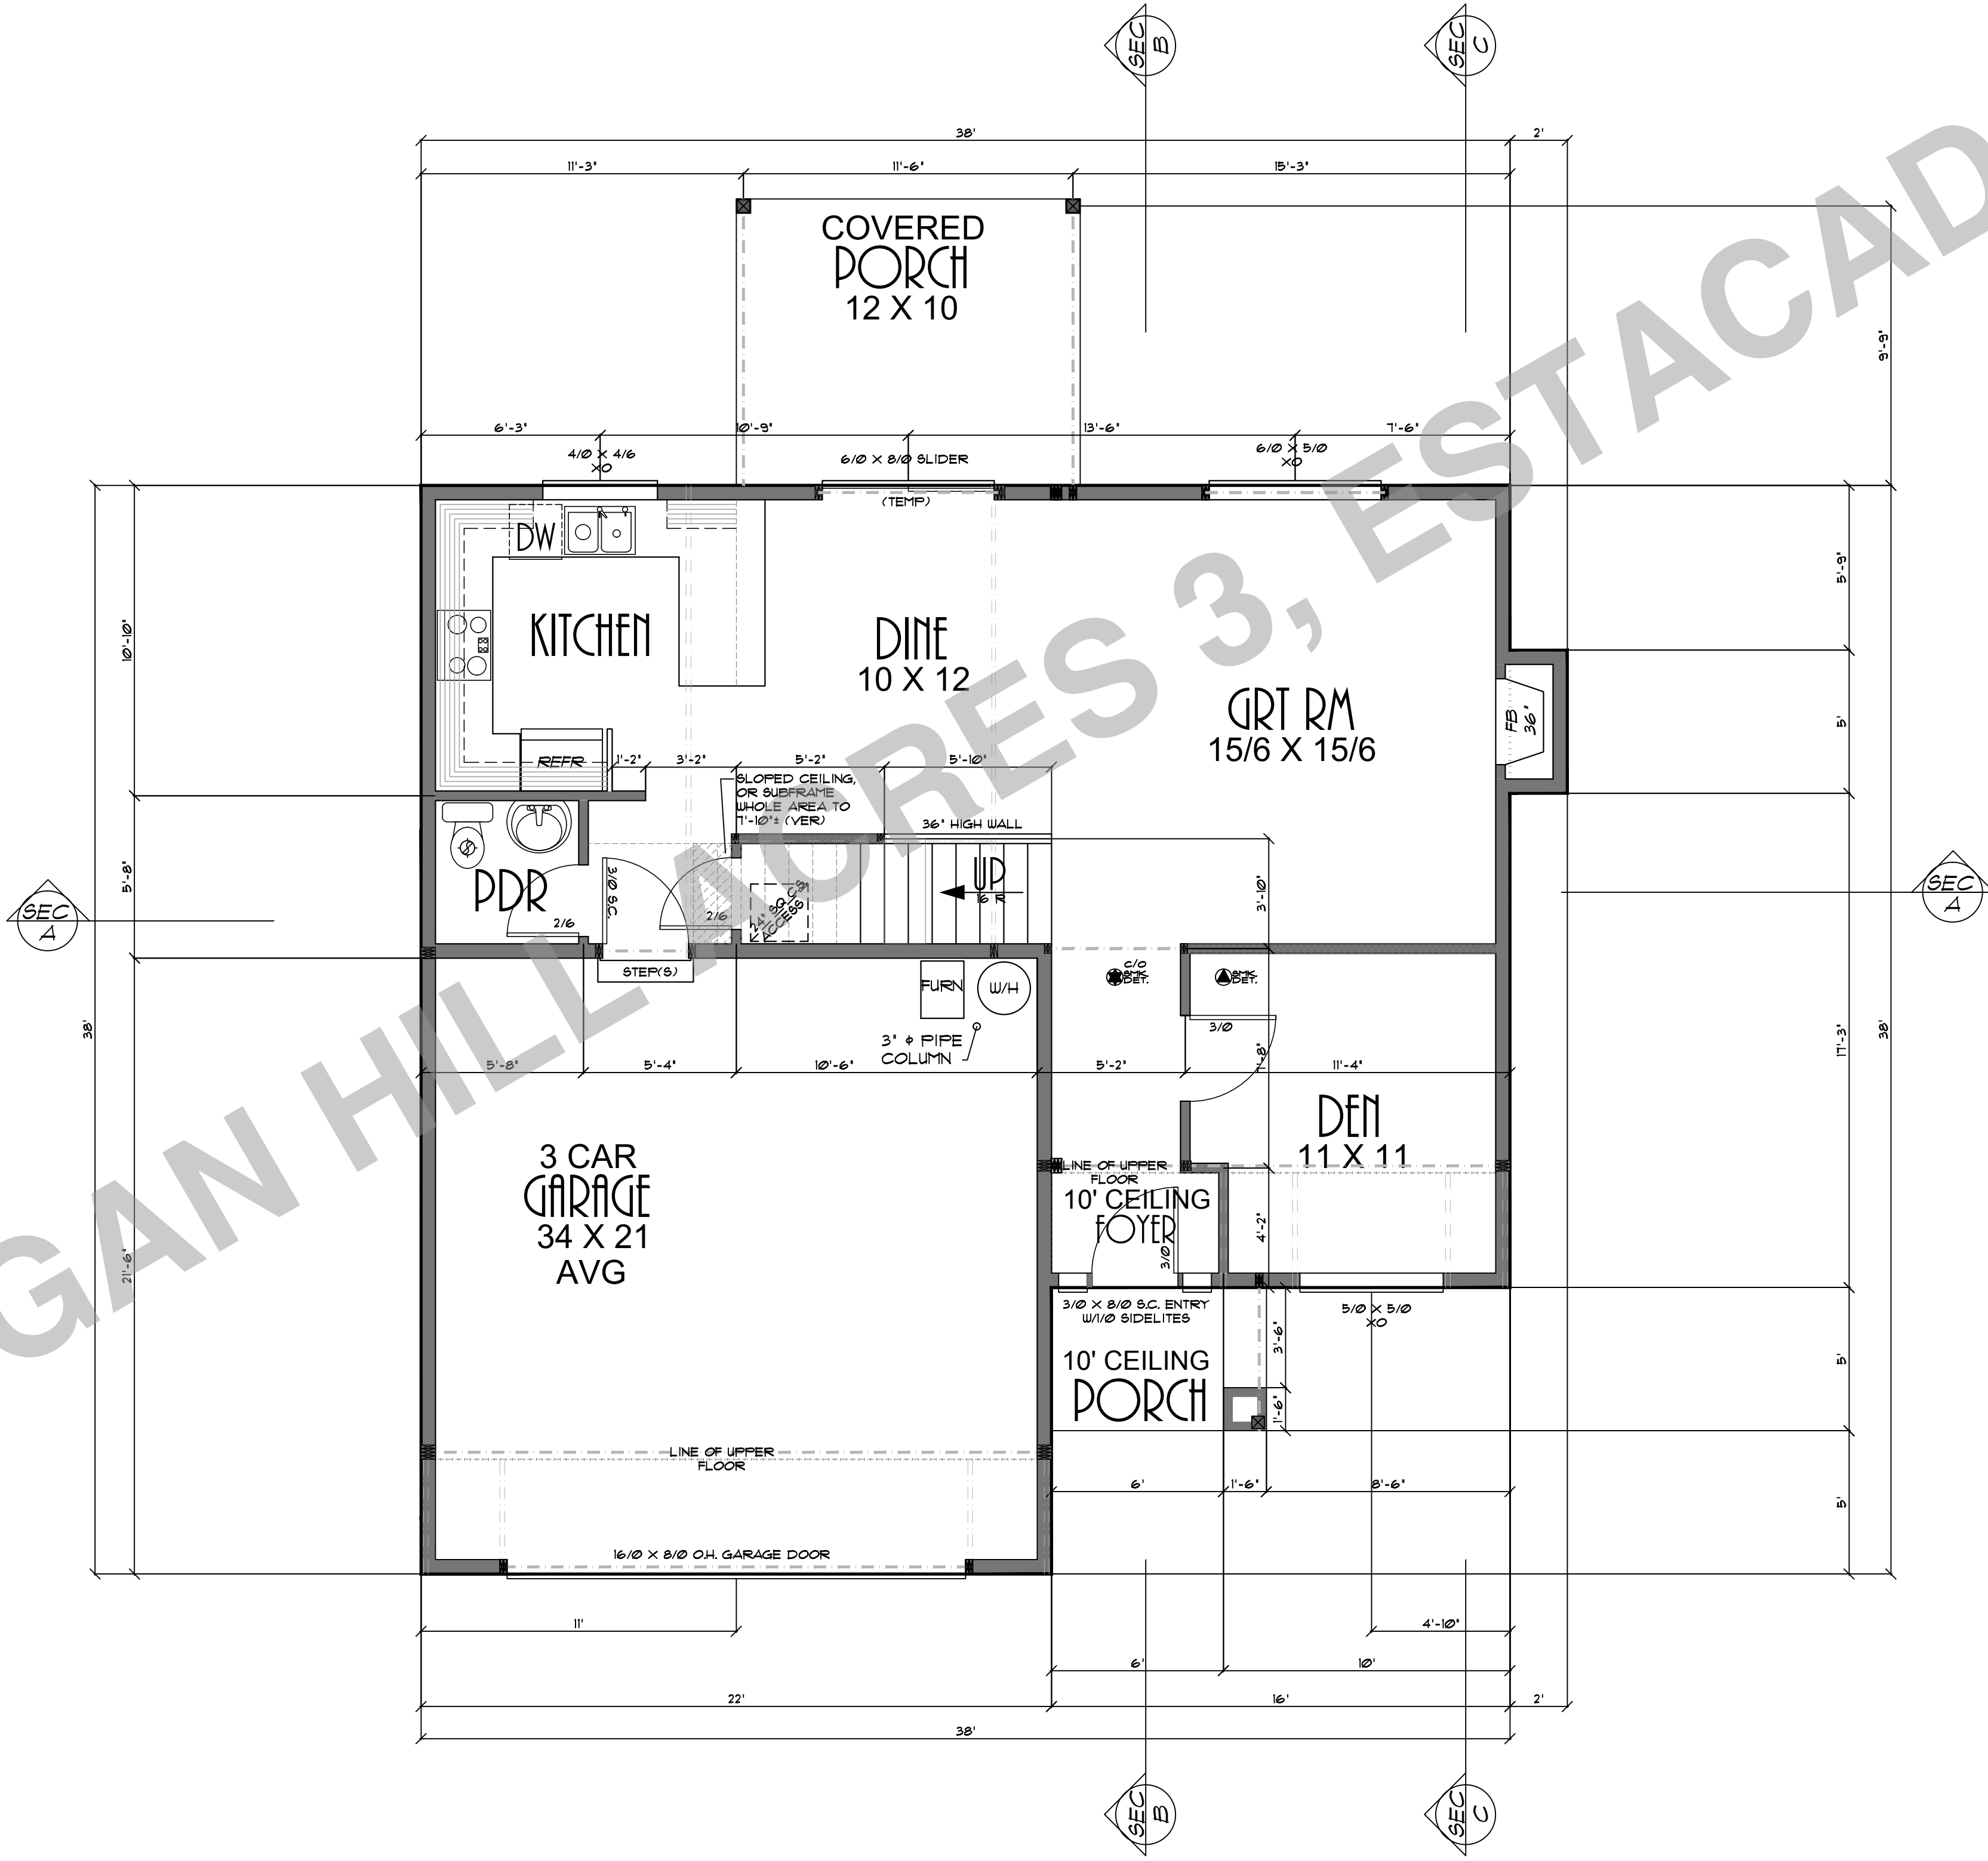 SEC
B
SEC
C
38'
2'
11'-3"
11'-6"
15'-3"
COVERED
PORCH
12 X 10
9'-9"
6'-3"
10'-9"
13'-6"
7'-6"
4/0 X 4/6
XO
6/0 X 8/0 SLIDER
6/0 X 5/0
XO
(TEMP)
DW
KITCHEN
DINE
10 X 12
GRT RM
15/6 X 15/6
FB
36"
REFR
10'-10"
5'-9"
5'
1'-2"
3'-2"
5'-2"
5'-10"
SLOPED CEILING,
OR SUBFRAME
WHOLE AREA TO
7'-10"± (VER)
36" HIGH WALL
5'-8"
PDR
2/6
3/0 S.C.
2/6
ACCESS
UP
16 R
3'-10"
SEC
A
SEC
A
STEP(S)
FURN
W/H
3" ϕ PIPE
COLUMN
C/O
SMK
DET.
SMK
DET.
3/0
38'
17'-3"
38'
5'-8"
5'-4"
10'-6"
5'-2"
11'-4"
DEN
11 X 11
3 CAR
GARAGE
34 X 21
AVG
21'-6"
LINE OF UPPER
FLOOR
10' CEILING
FOYER
3/0
4'-2"
3/0 X 8/0 S.C. ENTRY
W/1/0 SIDELITES
5/0 X 5/0
XO
10' CEILING
PORCH
3'-6"
1'-6"
5'
LINE OF UPPER
FLOOR
6'
1'-6"
8'-6"
5'
16/0 X 8/0 O.H. GARAGE DOOR
11'
4'-10"
6'
10'
22'
16'
2'
38'
SEC
B
SEC
C
GAN HILL ACRES 3, ESTACAD